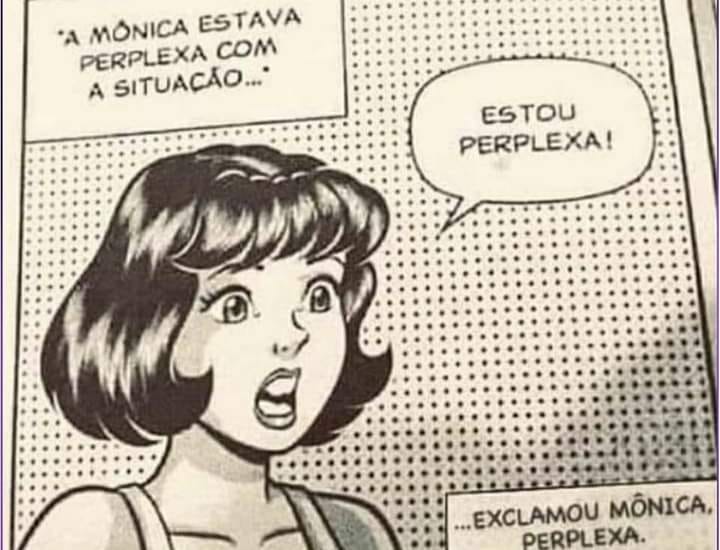 "A MÔNICA ESTAVA
PERPLEXA COM
A SITUAÇÃO..."
ESTOU
PERPLEXA!
...EXCLAMOU MÔNICA,
PERPLEXA.